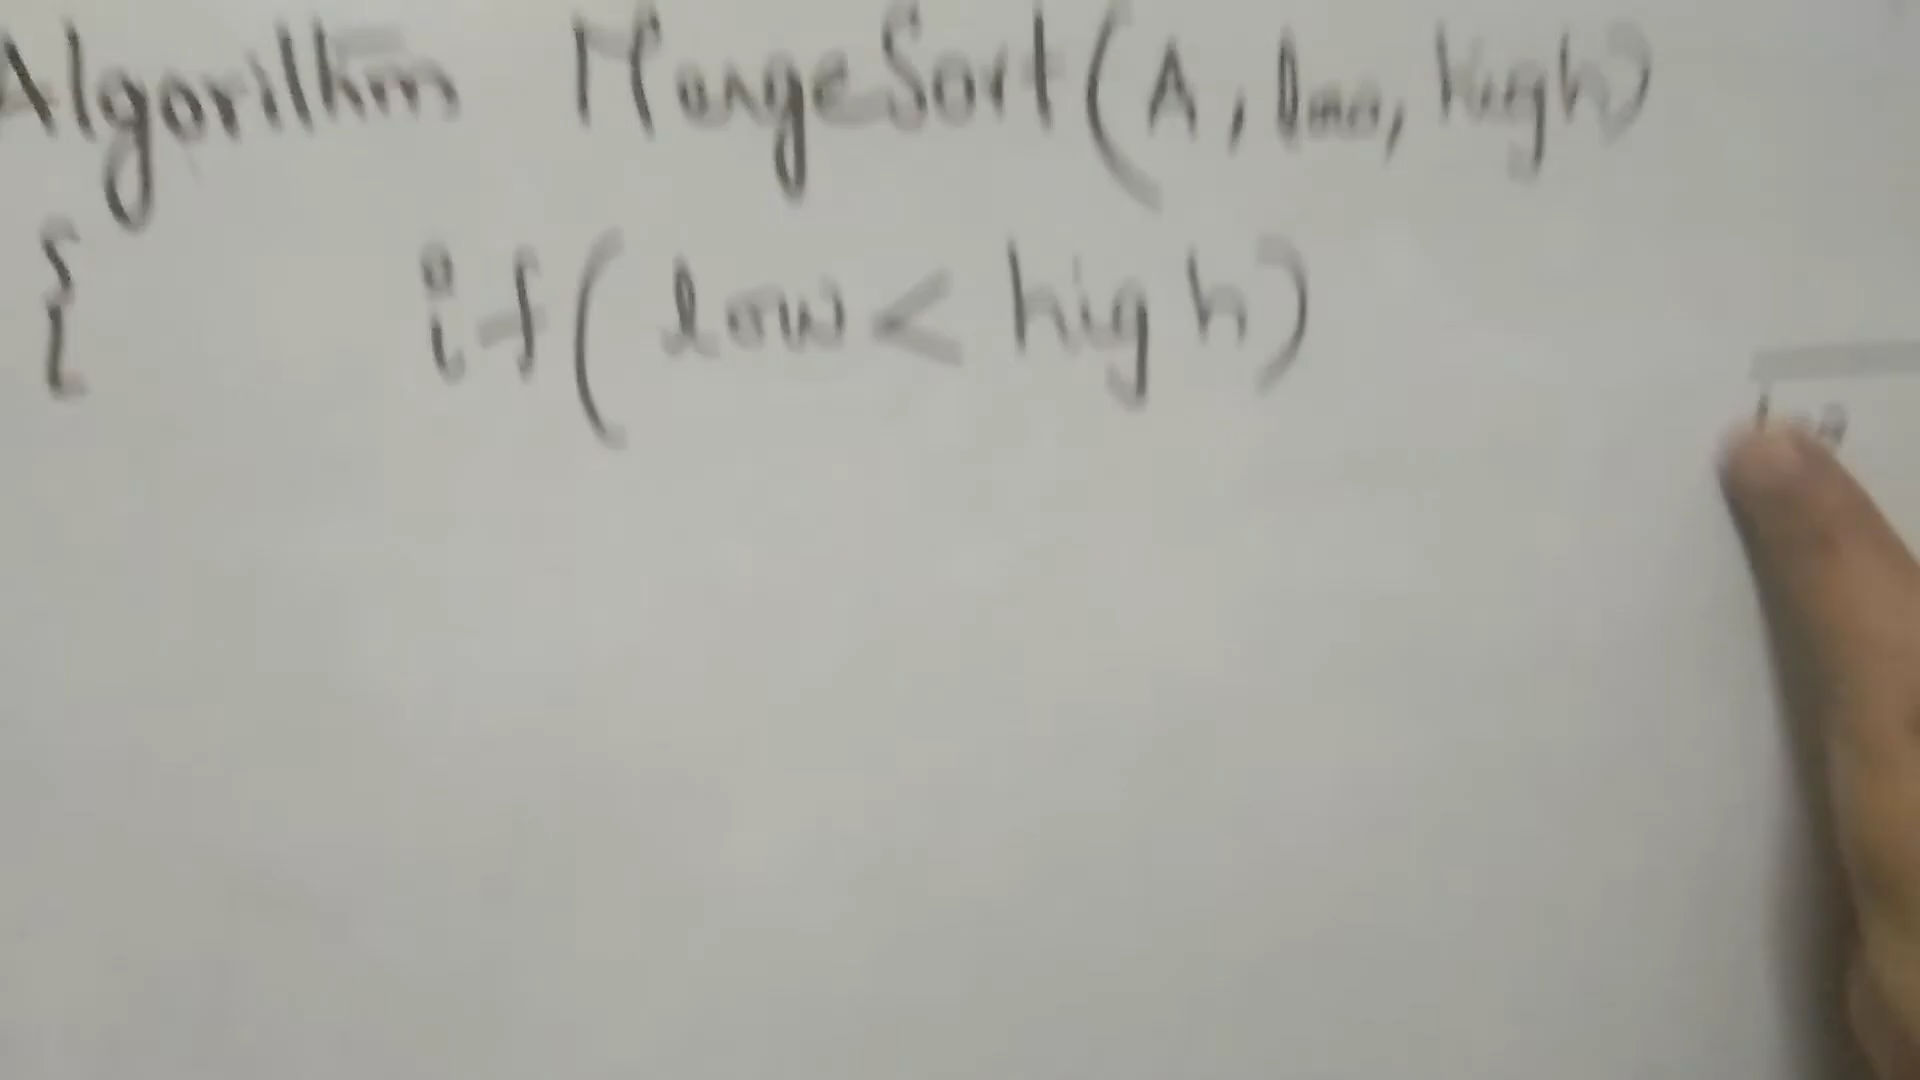 Algorithm MergeSort(A, low, high)
{ if(low < high)